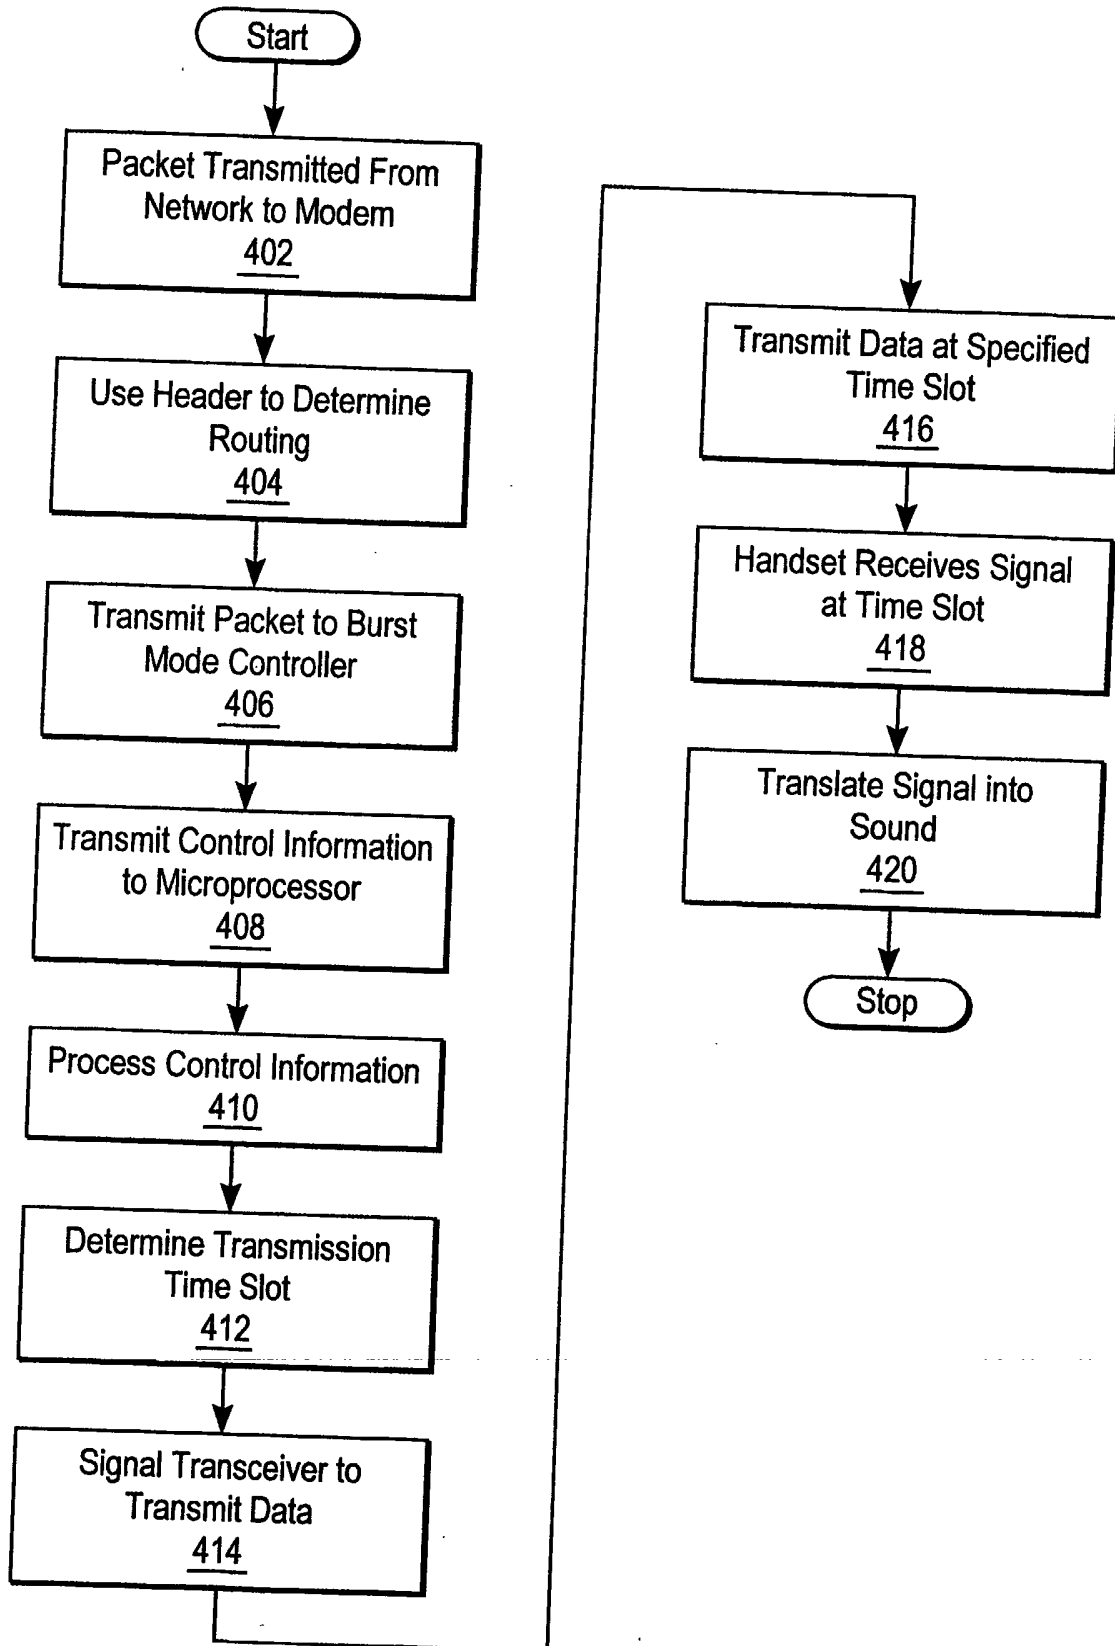 Start
Packet Transmitted From
Network to Modem
402
Use Header to Determine
Routing
404
Transmit Packet to Burst
Mode Controller
406
Transmit Control Information
to Microprocessor
408
Process Control Information
410
Determine Transmission
Time Slot
412
Signal Transceiver to
Transmit Data
414
Transmit Data at Specified
Time Slot
416
Handset Receives Signal
at Time Slot
418
Translate Signal into
Sound
420
Stop